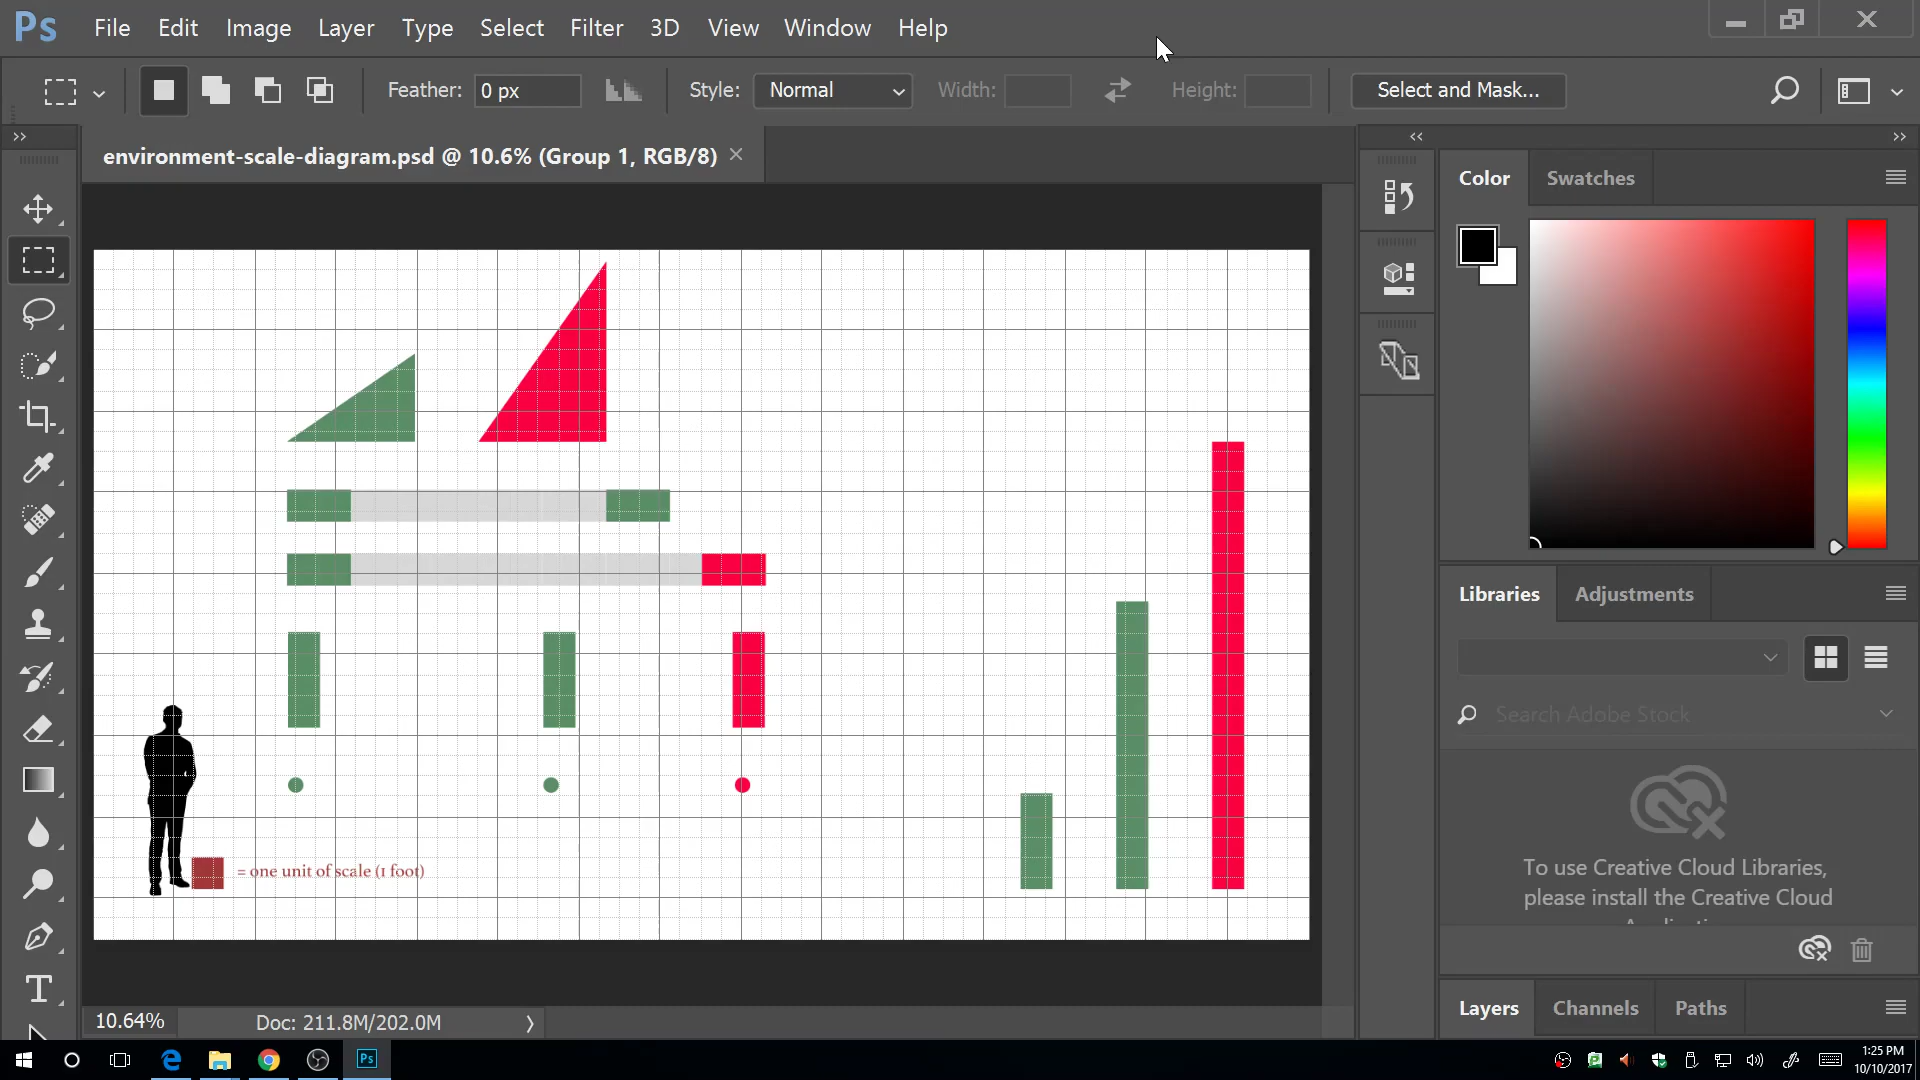 Ps File Edit Image Layer Type Select Filter 3D View Window Help
Feather: 0 px Style: Normal Width: Height: Select and Mask...
environment-scale-diagram.psd @ 10.6% (Group 1, RGB/8)
Color Swatches
Libraries Adjustments
Search Adobe Stock
To use Creative Cloud Libraries,
please install the Creative Cloud
= one unit of scale (1 foot)
Layers Channels Paths
10.64% Doc: 211.8M/202.0M
Ps
1:25 PM
10/10/2017